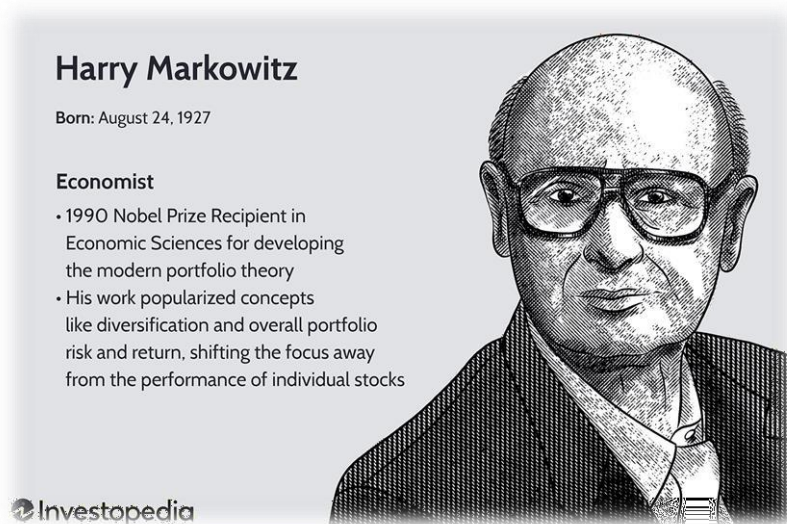 Harry Markowitz
Born: August 24, 1927
Economist
• 1990 Nobel Prize Recipient in
Economic Sciences for developing
the modern portfolio theory
• His work popularized concepts
like diversification and overall portfolio
risk and return, shifting the focus away
from the performance of individual stocks
Investopedia